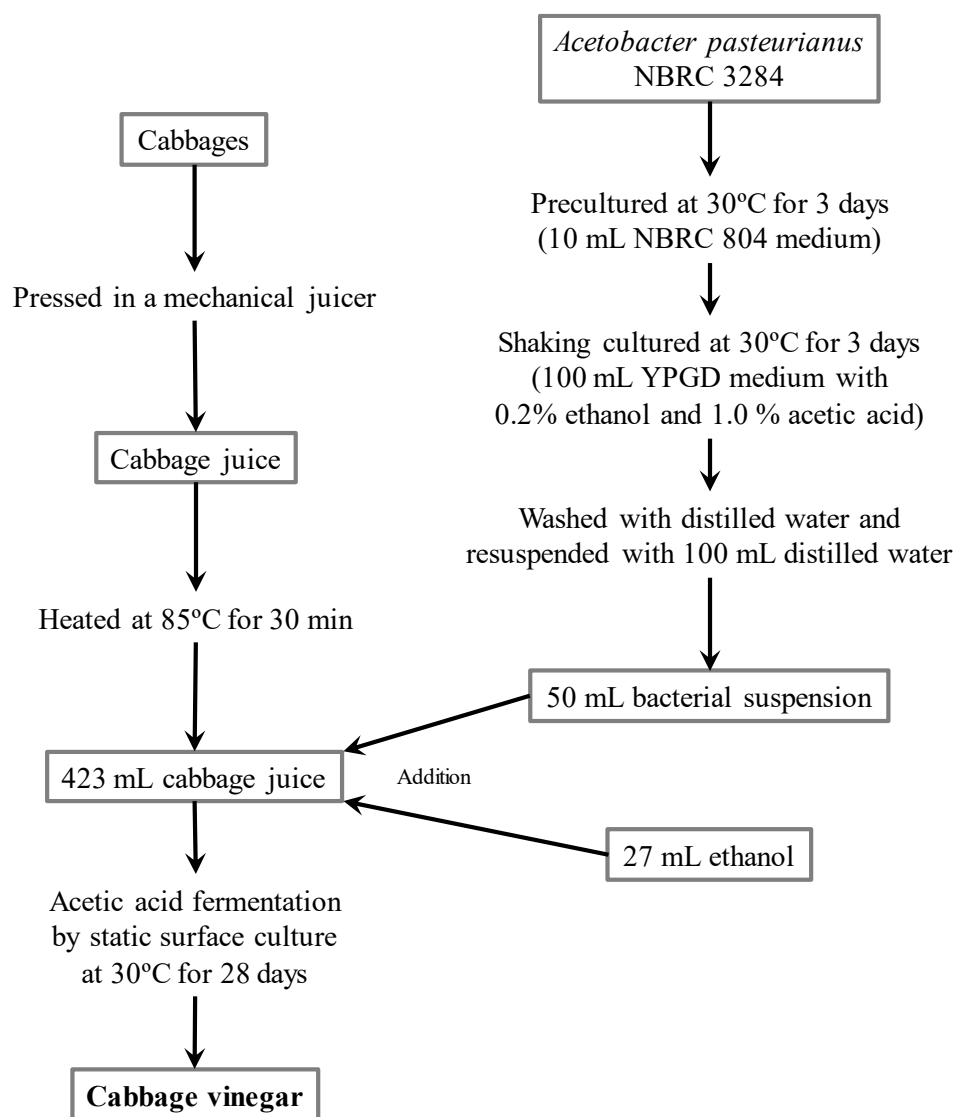 Acetobacter pasteurianus
NBRC 3284
Cabbages
Precultured at 30ºC for 3 days
(10 mL NBRC 804 medium)
Pressed in a mechanical juicer
Shaking cultured at 30ºC for 3 days
(100 mL YPGD medium with
0.2% ethanol and 1.0 % acetic acid)
Cabbage juice
Washed with distilled water and
resuspended with 100 mL distilled water
Heated at 85ºC for 30 min
50 mL bacterial suspension
423 mL cabbage juice
Addition
27 mL ethanol
Acetic acid fermentation
by static surface culture
at 30ºC for 28 days
Cabbage vinegar